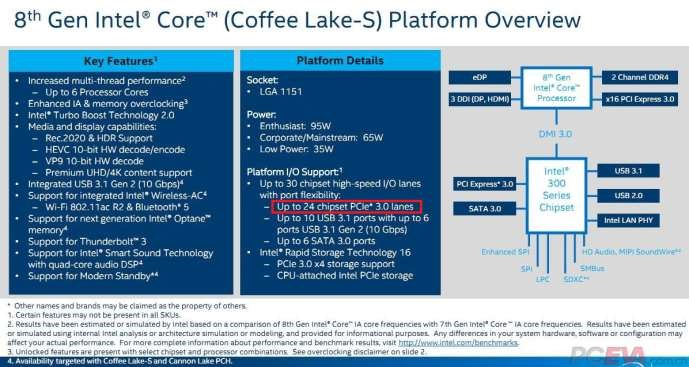 8th Gen Intel® Core™ (Coffee Lake-S) Platform Overview
Key Features¹
• Increased multi-thread performance²
– Up to 6 Processor Cores
• Enhanced IA & memory overclocking³
• Intel® Turbo Boost Technology 2.0
• Media and display capabilities:
– Rec.2020 & HDR Support
– HEVC 10-bit HW decode/encode
– VP9 10-bit HW decode
– Premium UHD/4K content support
• Integrated USB 3.1 Gen 2 (10 Gbps)⁴
• Support for integrated Intel® Wireless-AC⁴
– Wi-Fi 802.11ac R2 & Bluetooth® 5
• Support for next generation Intel® Optane™
memory⁴
• Support for Thunderbolt™ 3
• Support for Intel® Smart Sound Technology
with quad-core audio DSP⁴
• Support for Modern Standby*⁴
Platform Details
Socket:
• LGA 1151
Power:
• Enthusist: 95W
• Corporate/Mainstream: 65W
• Low Power: 35W
Platform I/O Support:¹
• Up to 30 chipset high-speed I/O lanes
with port flexibility:
– Up to 24 chipset PCIe* 3.0 lanes
– Up to 10 USB 3.1 ports with up to 6
ports USB 3.1 Gen 2 (10 Gbps)
– Up to 6 SATA 3.0 ports
• Intel® Rapid Storage Technology 16
– PCIe 3.0 x4 storage support
– CPU-attached Intel PCIe storage
eDP
3 DDI (DP, HDMI)
8th Gen
Intel® Core™
Processor
2 Channel DDR4
x16 PCI Express 3.0
DMI 3.0
PCI Express* 3.0
SATA 3.0
Intel®
300
Series
Chipset
USB 3.1
USB 2.0
Intel LAN PHY
Enhanced SPI
SPI
LPC
SDXC*⁴
SMBus
HD Audio, MIPI SoundWire*⁴
* Other names and brands may be claimed as the property of others.
1. Certain features may not be present in all SKUs.
2. Results have been estimated or simulated by Intel based on a comparison of 8th Gen Intel® Core™ IA core frequencies with 7th Gen Intel® Core™ IA core frequencies. Results have been estimated
or simulated using internal Intel analysis or architecture simulation or modeling, and provided for informational purposes. Any differences in your system hardware, software or configuration may
affect your actual performance. For more complete information about performance and benchmark results, visit http://www.intel.com/benchmarks.
3. Unlocked features are present with select chipset and processor combinations. See overclocking disclaimer on slide 2.
4. Availability targeted with Coffee Lake-S and Cannon Lake PCH.
PCEVA